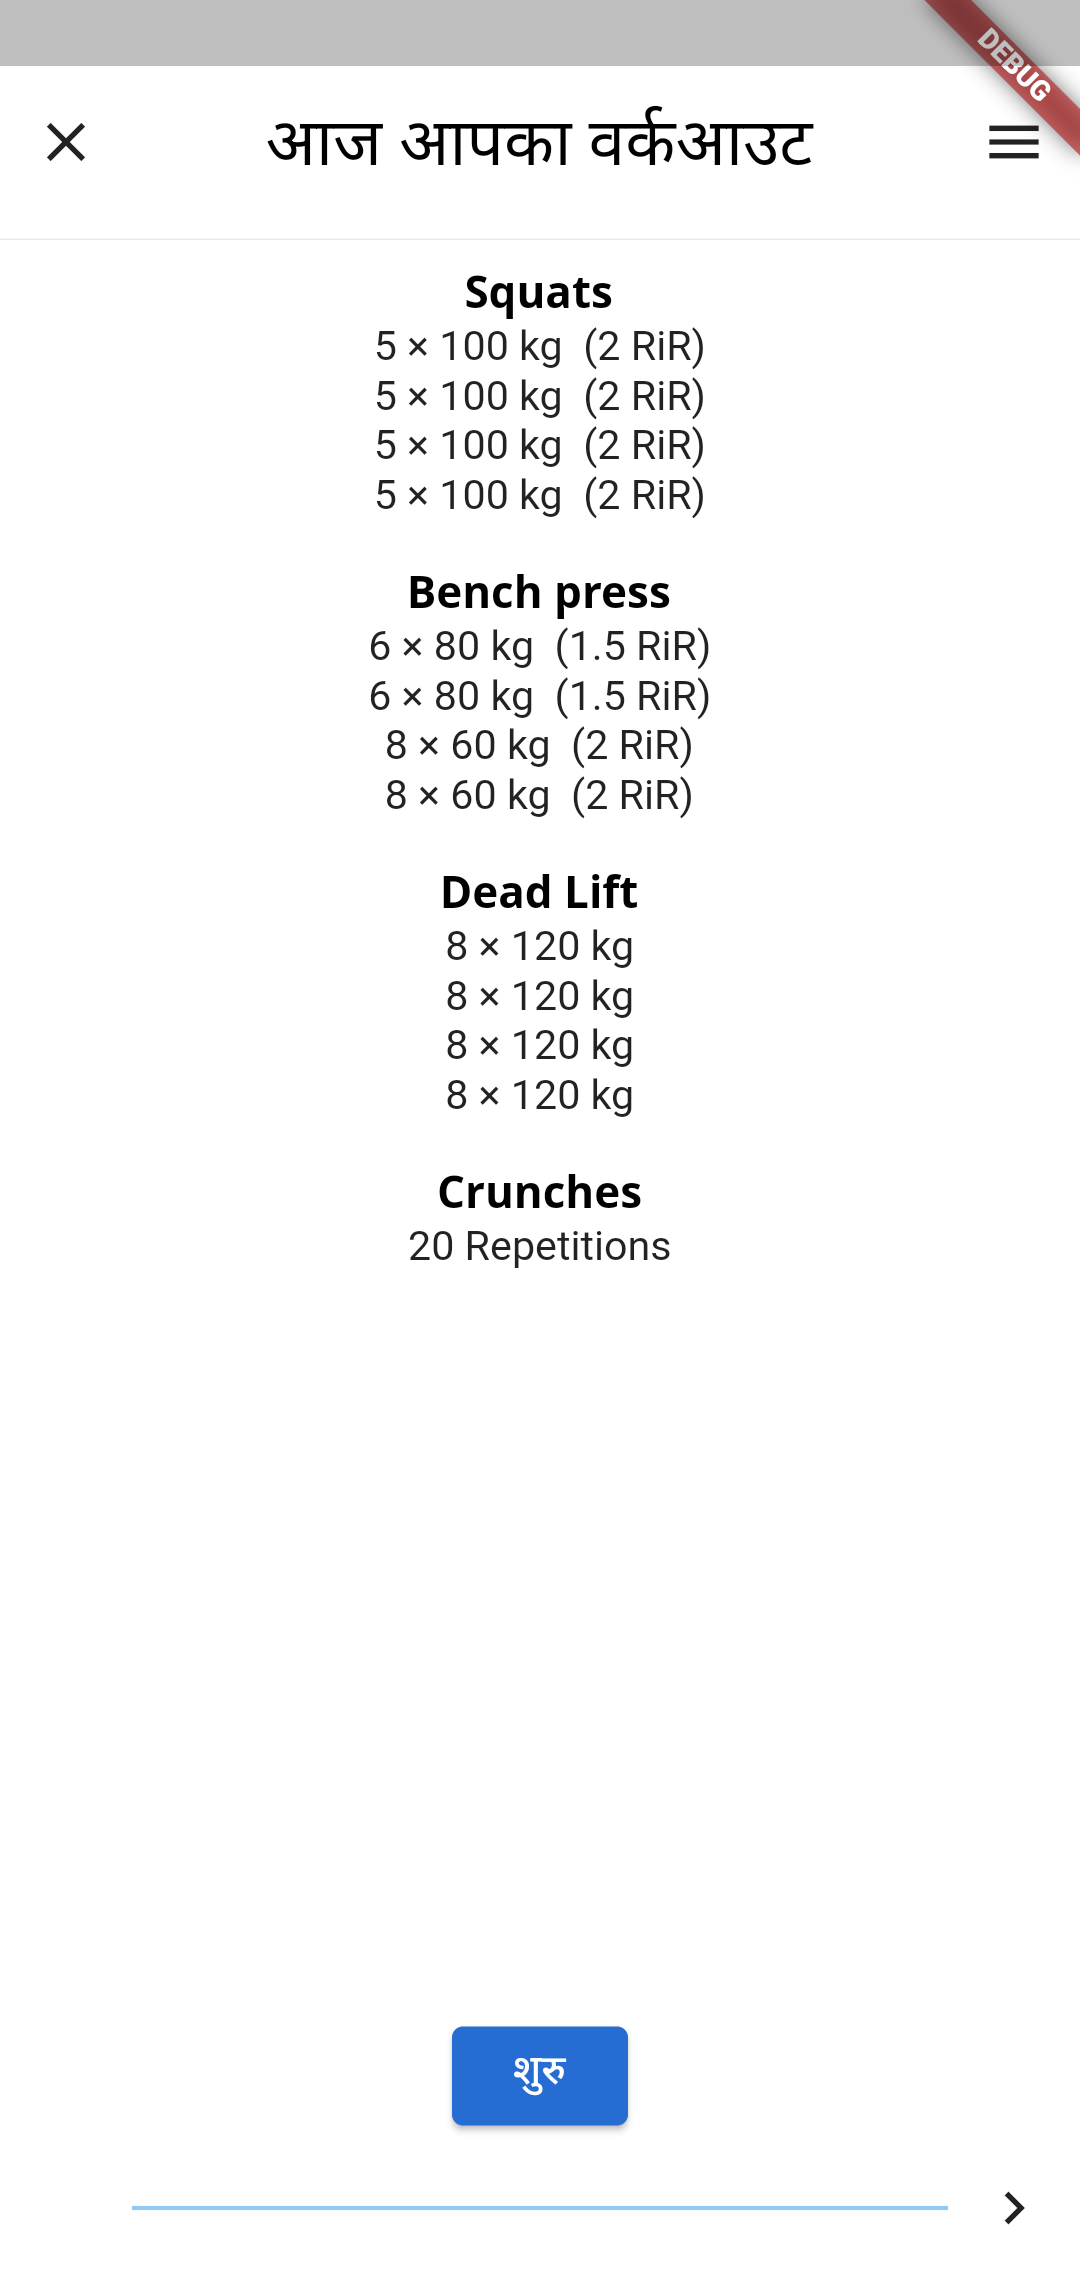 DEBUG
आज आपका वर्कआउट
Squats
5 × 100 kg (2 RiR)
5 × 100 kg (2 RiR)
5 × 100 kg (2 RiR)
5 × 100 kg (2 RiR)
Bench press
6 × 80 kg (1.5 RiR)
6 × 80 kg (1.5 RiR)
8 × 60 kg (2 RiR)
8 × 60 kg (2 RiR)
Dead Lift
8 × 120 kg
8 × 120 kg
8 × 120 kg
8 × 120 kg
Crunches
20 Repetitions
शुरु